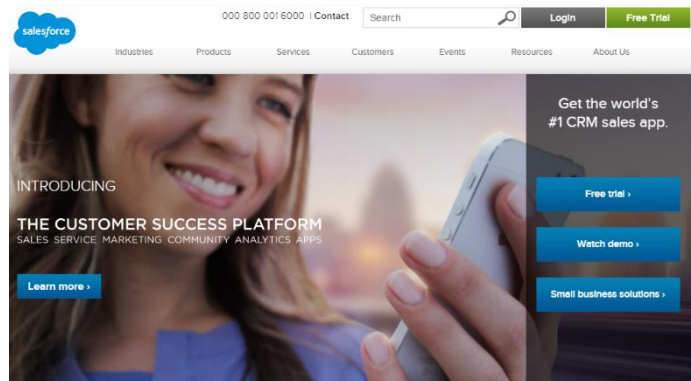 salesforce
000 800 001 6000 | Contact
Search
Login
Free Trial
Industries Products Services Customers Events Resources About Us
INTRODUCING
THE CUSTOMER SUCCESS PLATFORM
SALES SERVICE MARKETING COMMUNITY ANALYTICS APPS
Learn more ›
Get the world's
#1 CRM sales app.
Free trial ›
Watch demo ›
Small business solutions ›